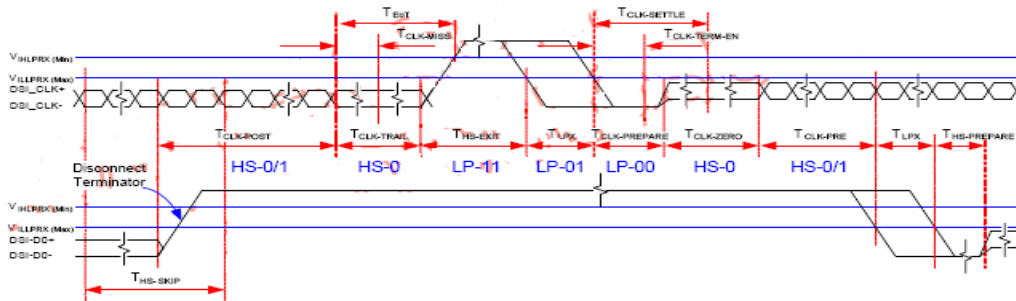 TEOT
TCLK-SETTLE
TCLK-MISS
TCLK-TERM-EN
VIHLPRX (Min)
VILLPRX (Max)
DSI_CLK+
DSI_CLK-
TCLK-POST
TCLK-TRAIL
THS-EXIT
TLPX
TCLK-PREPARE
TCLK-ZERO
TCLK-PRE
TLPX
THS-PREPARE
HS-0/1
HS-0
LP-11
LP-01
LP-00
HS-0
HS-0/1
Disconnect
Terminator
VIHLPRX (Min)
VILLPRX (Max)
DSI-D0+
DSI-D0-
THS-SKIP